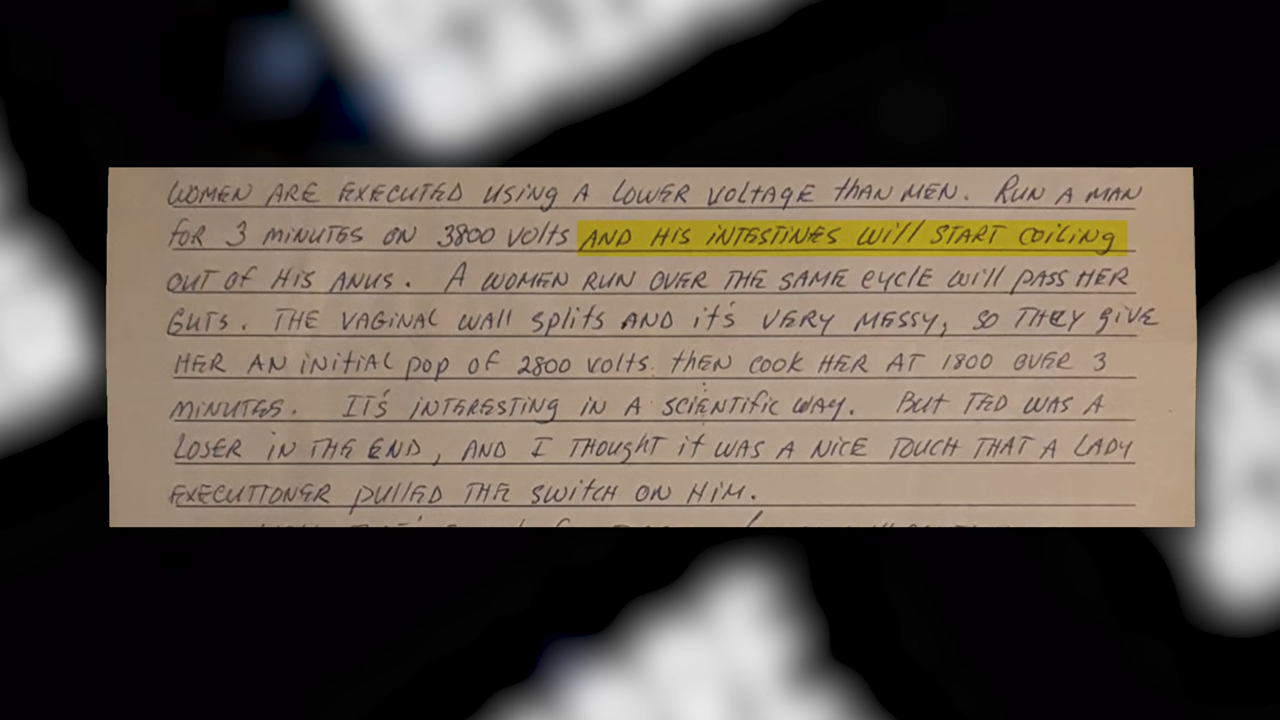 WOMEN ARE EXECUTED USING A LOWER VOLTAGE THAN MEN. RUN A MAN
FOR 3 MINUTES ON 3800 VOLTS AND HIS INTESTINES WILL START COILING
OUT OF HIS ANUS. A WOMEN RUN OVER THE SAME CYCLE WILL PASS HER
GUTS. THE VAGINAL WALL SPLITS AND IT'S VERY MESSY, SO THEY GIVE
HER AN INITIAL POP OF 2800 VOLTS THEN COOK HER AT 1800 OVER 3
MINUTES. IT'S INTERESTING IN A SCIENTIFIC WAY. BUT TED WAS A
LOSER IN THE END, AND I THOUGHT IT WAS A NICE TOUCH THAT A LADY
EXECUTIONER PULLED THE SWITCH ON HIM.